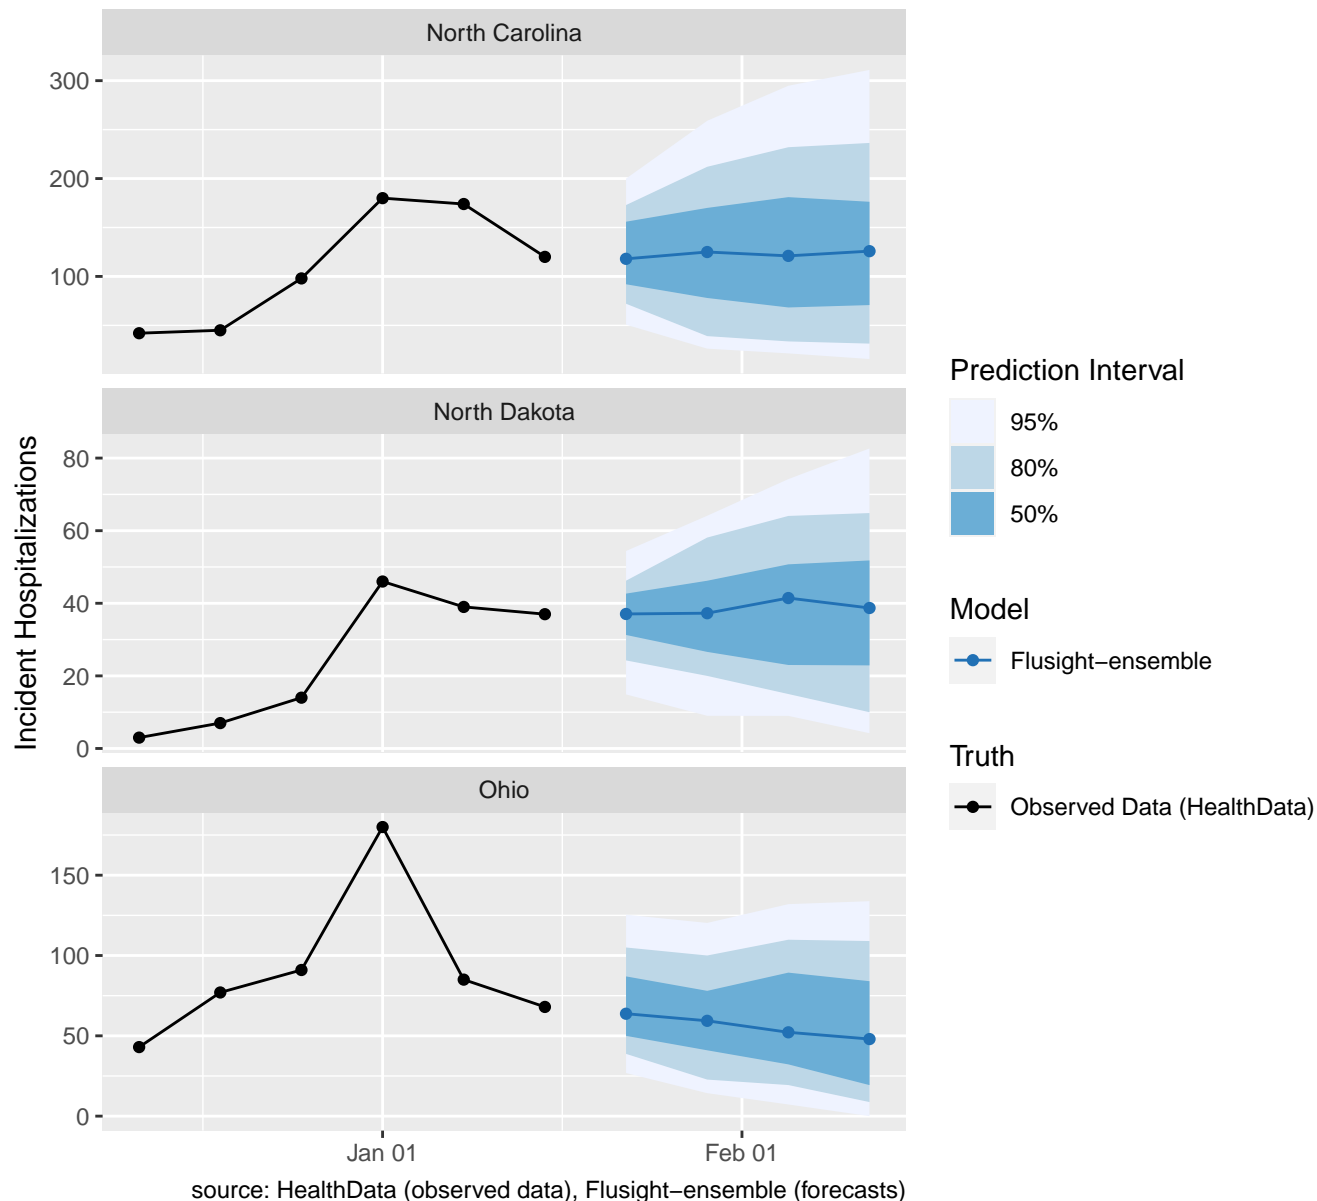 North Carolina
300
200
100
North Dakota
80
60
40
20
0
Ohio
150
100
50
0
Jan 01
Feb 01
Incident Hospitalizations
source: HealthData (observed data), Flusight−ensemble (forecasts)
Prediction Interval
95%
80%
50%
Model
Flusight−ensemble
Truth
Observed Data (HealthData)